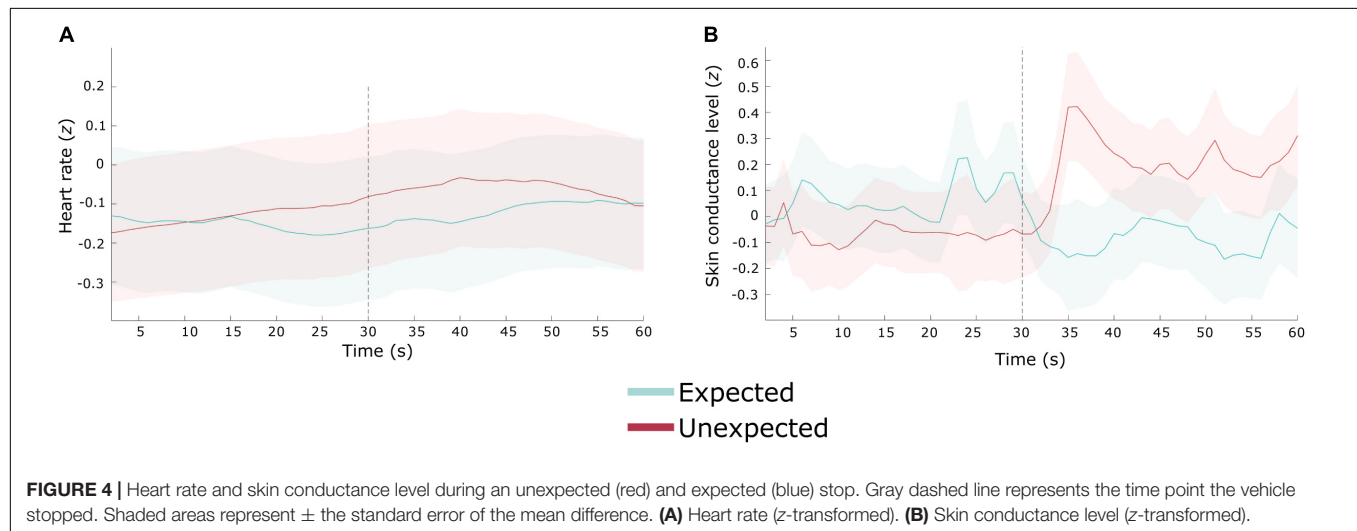 A
B
Heart rate (z)
0.2
0.1
0
-0.1
-0.2
-0.3
5 10 15 20 25 30 35 40 45 50 55 60
Time (s)
Skin conductance level (z)
0.6
0.5
0.4
0.3
0.2
0.1
0
-0.1
-0.2
-0.3
5 10 15 20 25 30 35 40 45 50 55 60
Time (s)
Expected
Unexpected
FIGURE 4 | Heart rate and skin conductance level during an unexpected (red) and expected (blue) stop. Gray dashed line represents the time point the vehicle
stopped. Shaded areas represent ± the standard error of the mean difference. (A) Heart rate (z-transformed). (B) Skin conductance level (z-transformed).